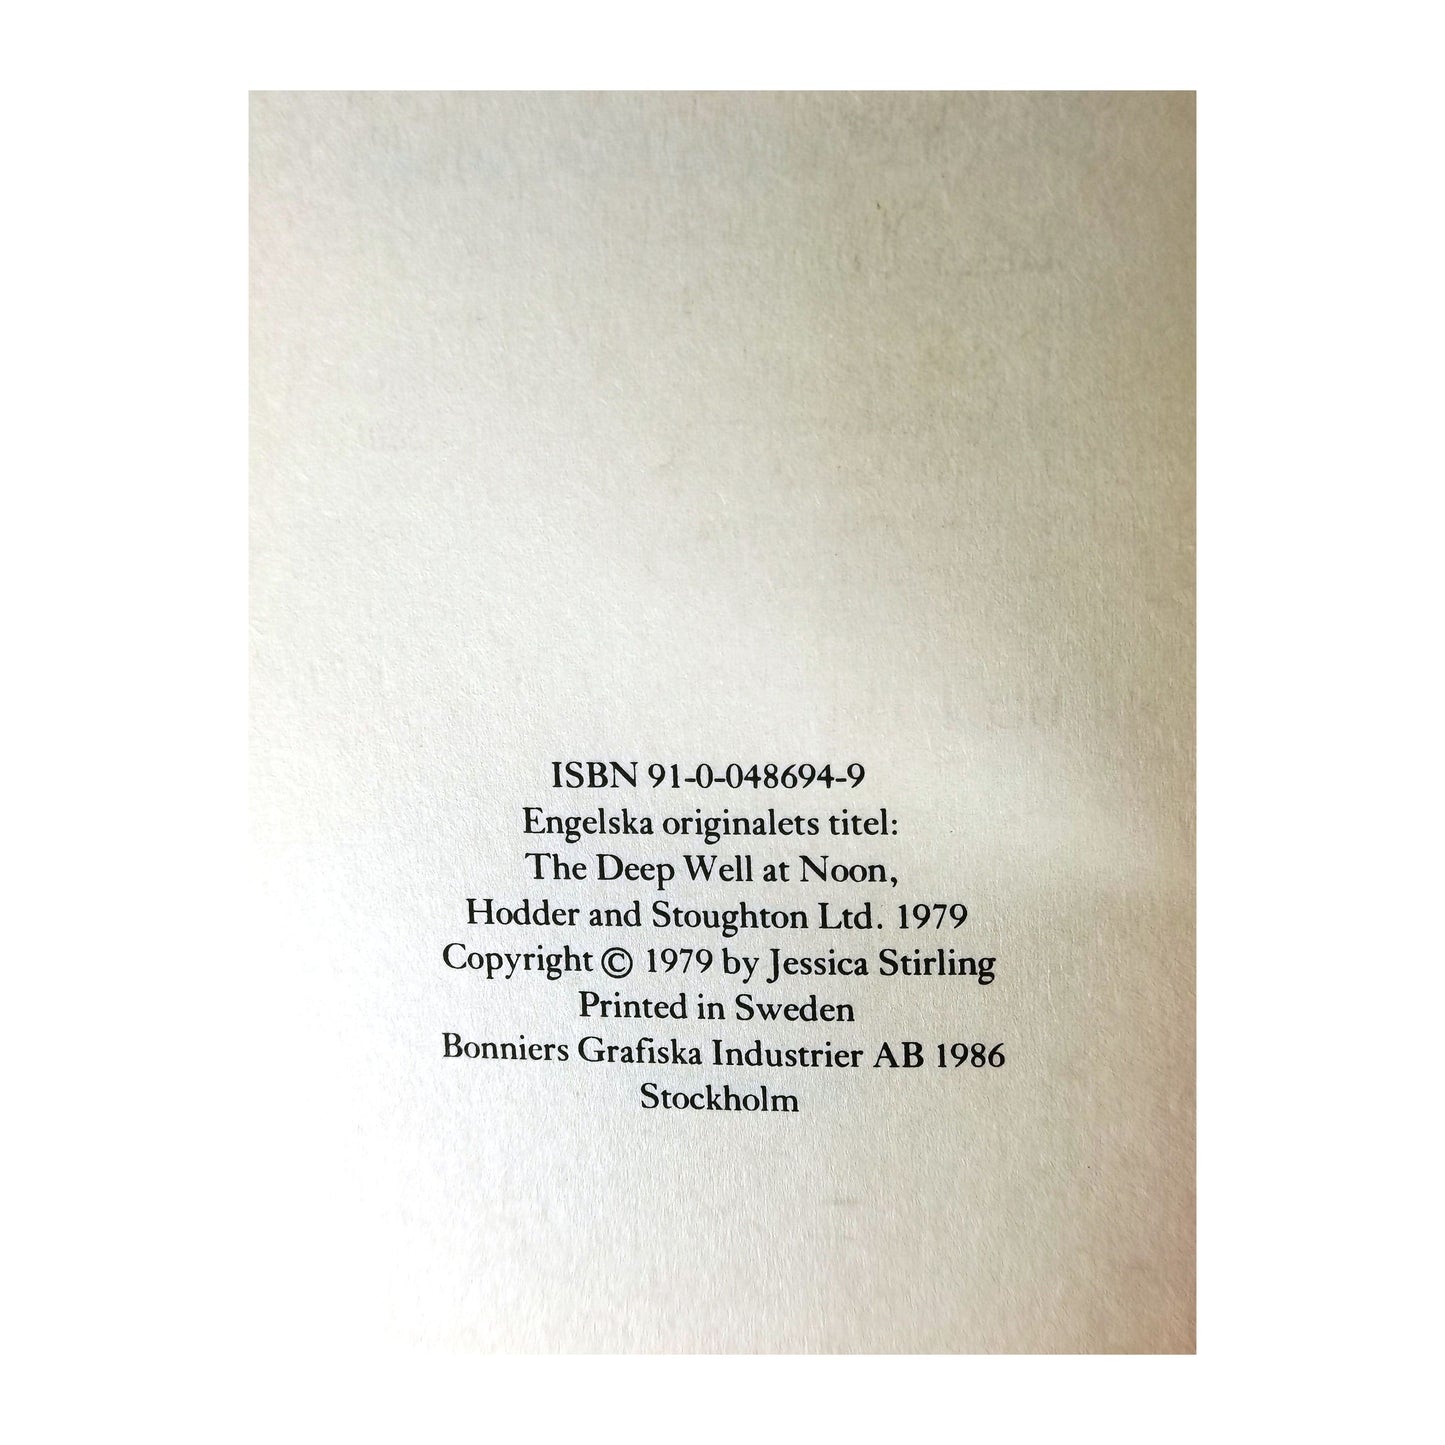 ISBN 91-0-048694-9
Engelska originalets titel:
The Deep Well at Noon,
Hodder and Stoughton Ltd. 1979
Copyright © 1979 by Jessica Stirling
Printed in Sweden
Bonniers Grafiska Industrier AB 1986
Stockholm